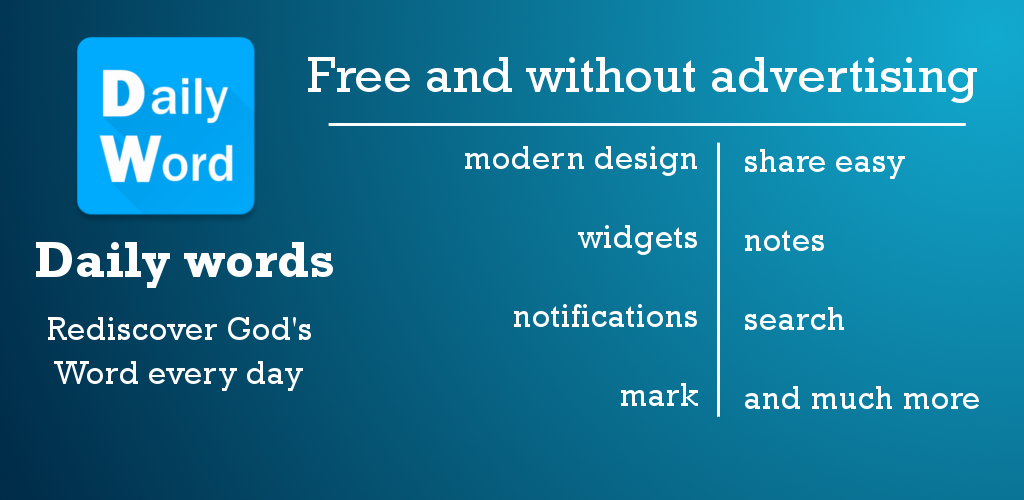 Daily
Word
Daily words
Rediscover God's
Word every day
Free and without advertising
modern design
share easy
widgets
notes
notifications
search
mark
and much more